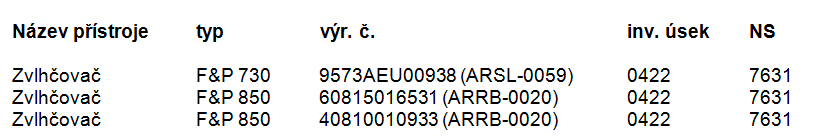 Název přístroje typ výr. č. inv. úsek NS
Zvlhčovač F&P 730 9573AEU00938 (ARSL-0059) 0422 7631
Zvlhčovač F&P 850 60815016531 (ARRB-0020) 0422 7631
Zvlhčovač F&P 850 40810010933 (ARRB-0020) 0422 7631